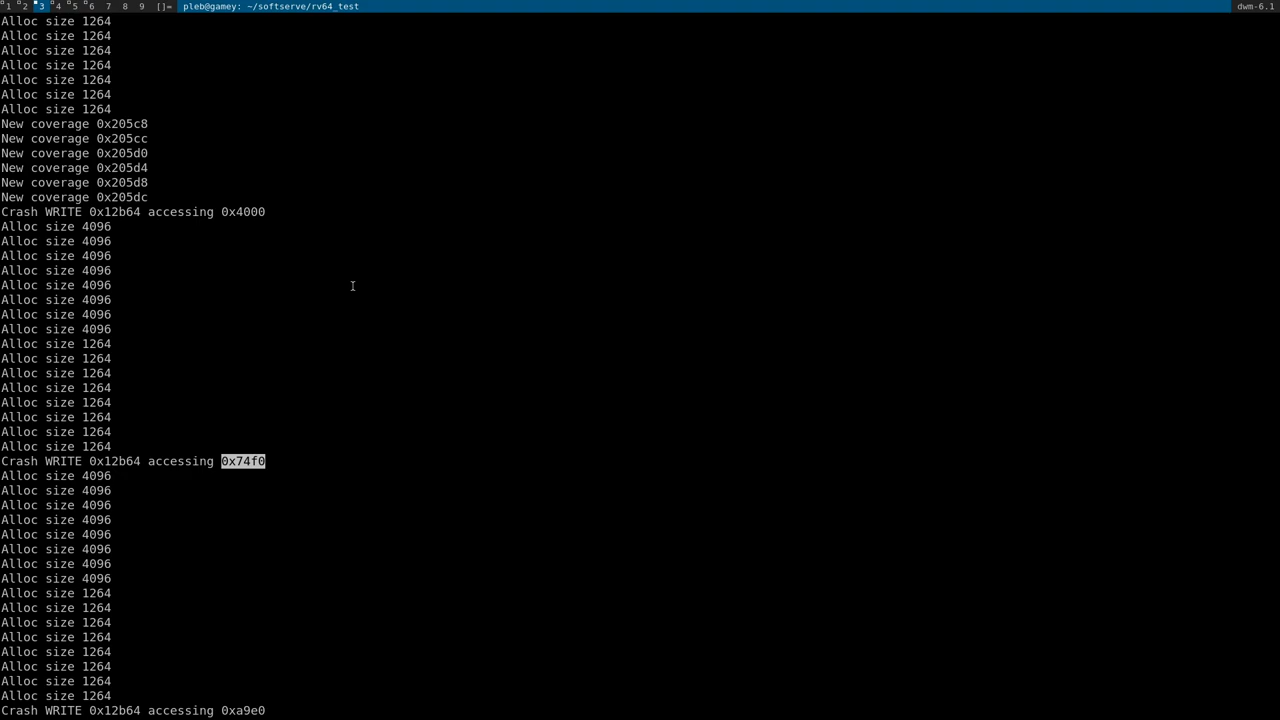 1 2 3 4 5 6 7 8 9 []= pleb@gamey: ~/softserve/rv64_test dwm-6.1
Alloc size 1264
Alloc size 1264
Alloc size 1264
Alloc size 1264
Alloc size 1264
Alloc size 1264
Alloc size 1264
New coverage 0x205c8
New coverage 0x205cc
New coverage 0x205d0
New coverage 0x205d4
New coverage 0x205d8
New coverage 0x205dc
Crash WRITE 0x12b64 accessing 0x4000
Alloc size 4096
Alloc size 4096
Alloc size 4096
Alloc size 4096
Alloc size 4096
Alloc size 4096
Alloc size 4096
Alloc size 4096
Alloc size 1264
Alloc size 1264
Alloc size 1264
Alloc size 1264
Alloc size 1264
Alloc size 1264
Alloc size 1264
Alloc size 1264
Crash WRITE 0x12b64 accessing 0x74f0
Alloc size 4096
Alloc size 4096
Alloc size 4096
Alloc size 4096
Alloc size 4096
Alloc size 4096
Alloc size 4096
Alloc size 4096
Alloc size 1264
Alloc size 1264
Alloc size 1264
Alloc size 1264
Alloc size 1264
Alloc size 1264
Alloc size 1264
Alloc size 1264
Crash WRITE 0x12b64 accessing 0xa9e0